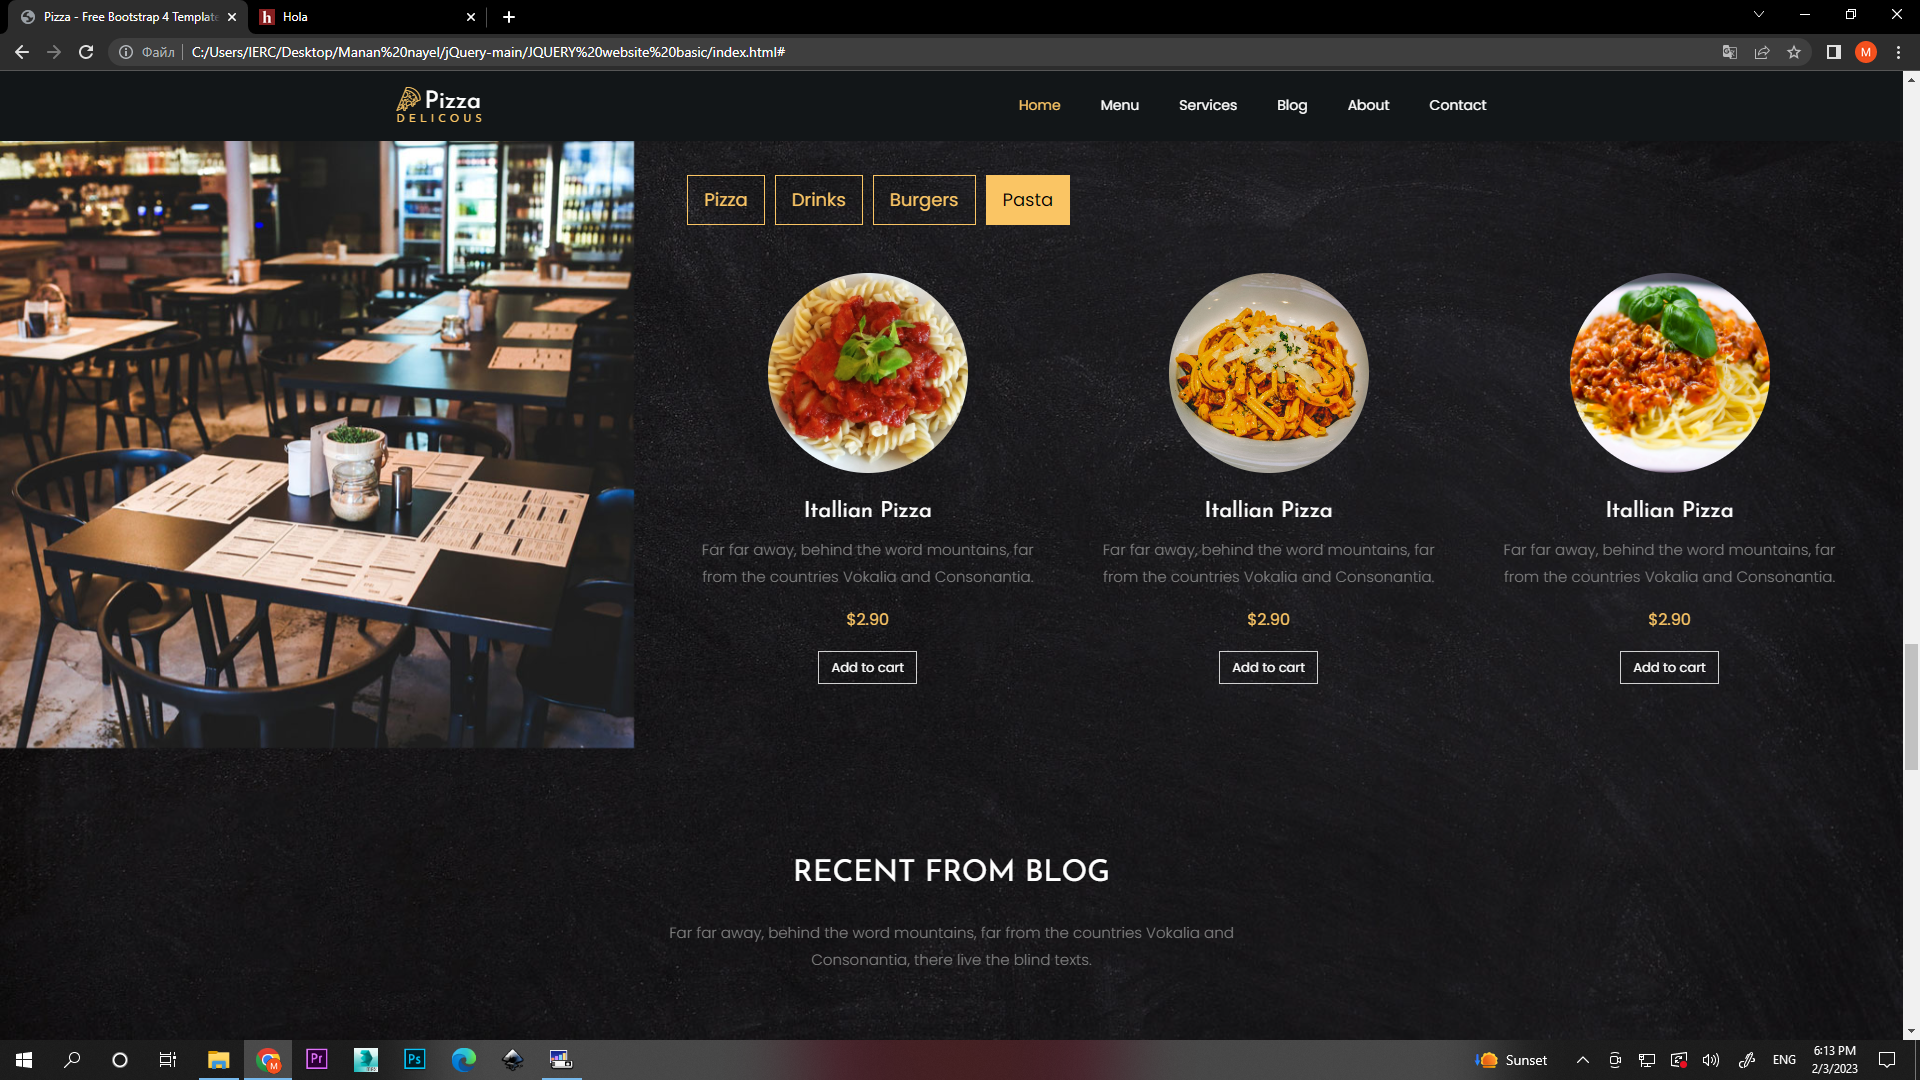 Pizza - Free Bootstrap 4 Template
Hola
Файл
C:/Users/IERC/Desktop/Manan%20nayel/jQuery-main/JQUERY%20website%20basic/index.html#
M
Pizza
DELICOUS
Home
Menu
Services
Blog
About
Contact
Pizza
Drinks
Burgers
Pasta
Itallian Pizza
Far far away, behind the word mountains, far
from the countries Vokalia and Consonantia.
$2.90
Add to cart
Itallian Pizza
Far far away, behind the word mountains, far
from the countries Vokalia and Consonantia.
$2.90
Add to cart
Itallian Pizza
Far far away, behind the word mountains, far
from the countries Vokalia and Consonantia.
$2.90
Add to cart
RECENT FROM BLOG
Far far away, behind the word mountains, far from the countries Vokalia and
Consonantia, there live the blind texts.
M
Pr
Ps
Sunset
ENG
6:13 PM
2/3/2023